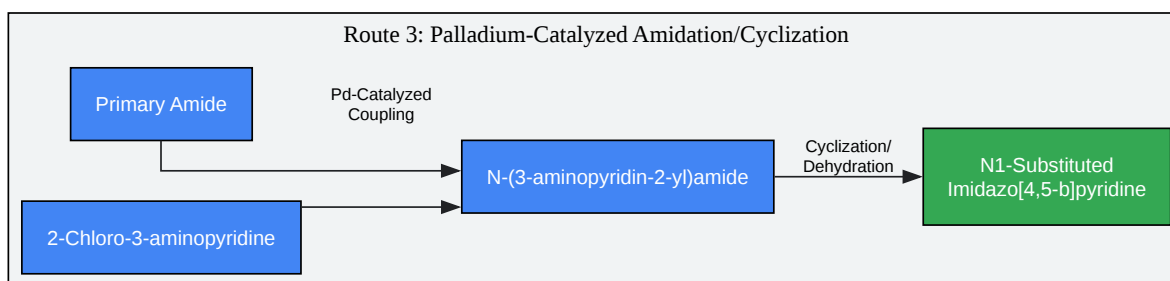 Route 3: Palladium-Catalyzed Amidation/Cyclization
Primary Amide
Pd-Catalyzed
Coupling
2-Chloro-3-aminopyridine
N-(3-aminopyridin-2-yl)amide
Cyclization/
Dehydration
N1-Substituted
Imidazo[4,5-b]pyridine